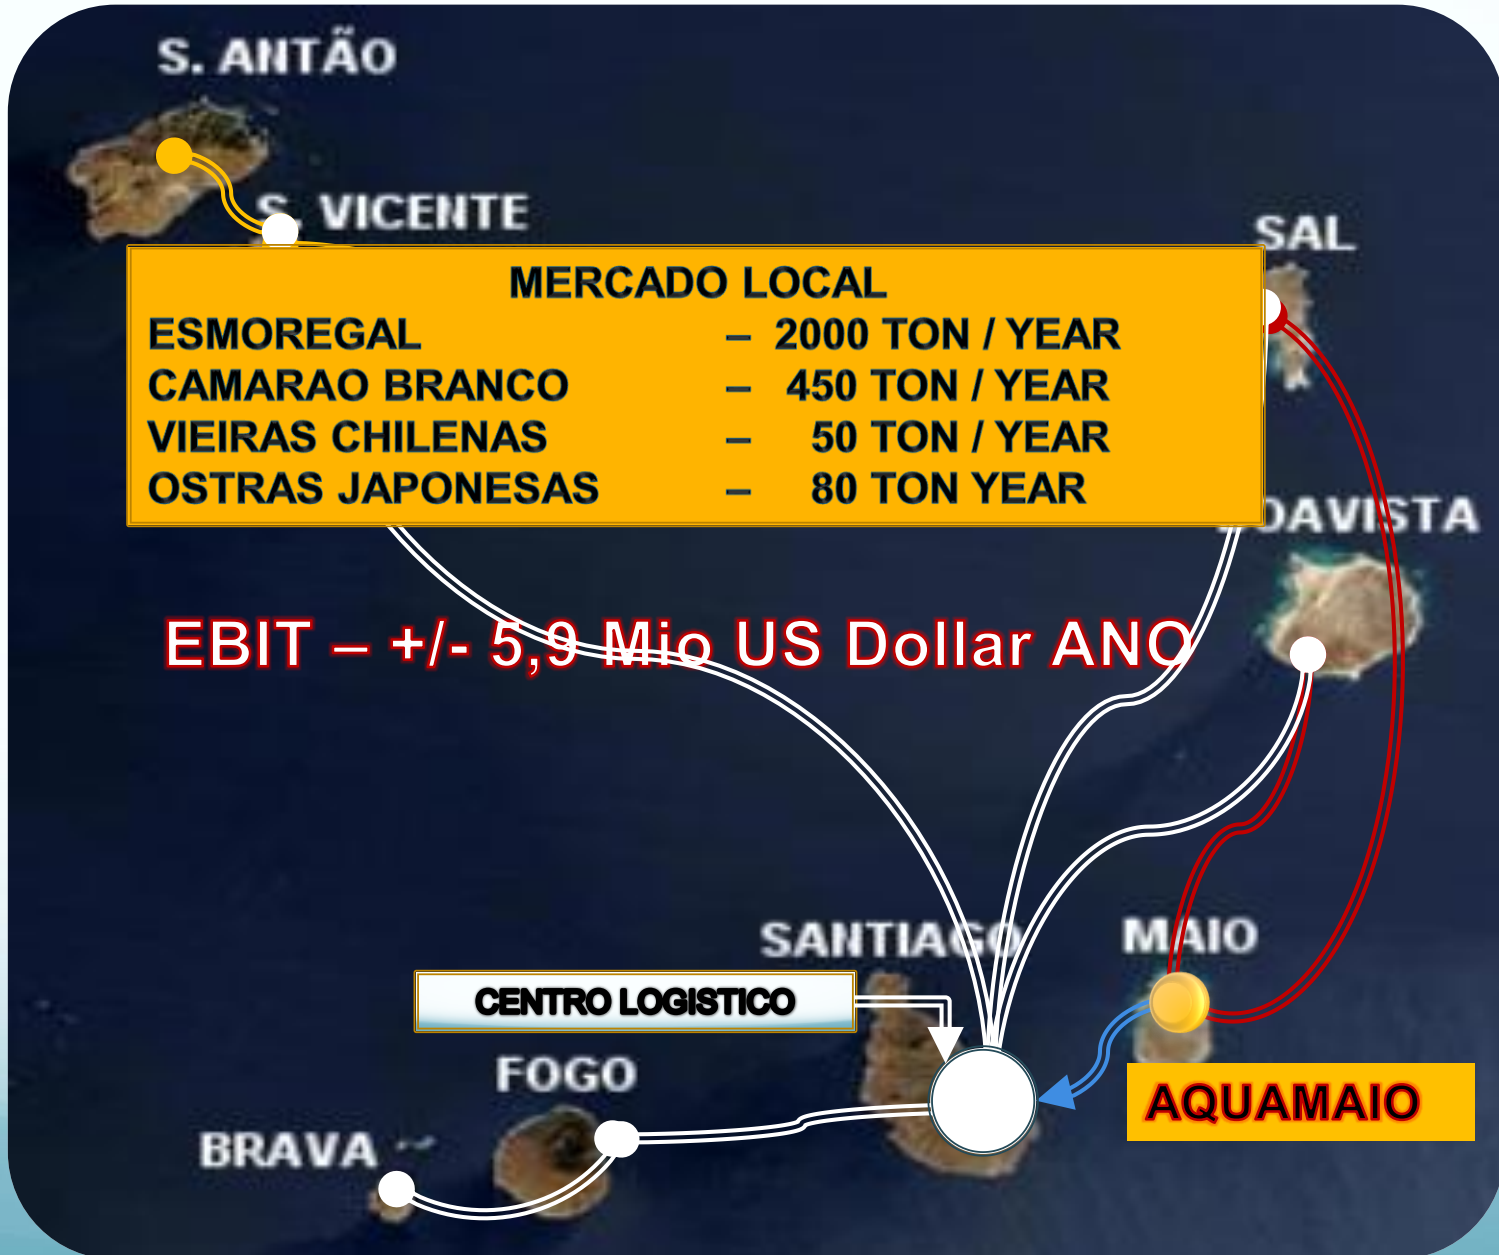 S. ANTÃO
S. VICENTE
SAL
MERCADO LOCAL
ESMOREGAL – 2000 TON / YEAR
CAMARAO BRANCO – 450 TON / YEAR
VIEIRAS CHILENAS – 50 TON / YEAR
OSTRAS JAPONESAS – 80 TON YEAR
OAVISTA
EBIT – +/- 5,9 Mio US Dollar ANO
SANTIAGO
MAIO
CENTRO LOGISTICO
FOGO
AQUAMAIO
BRAVA